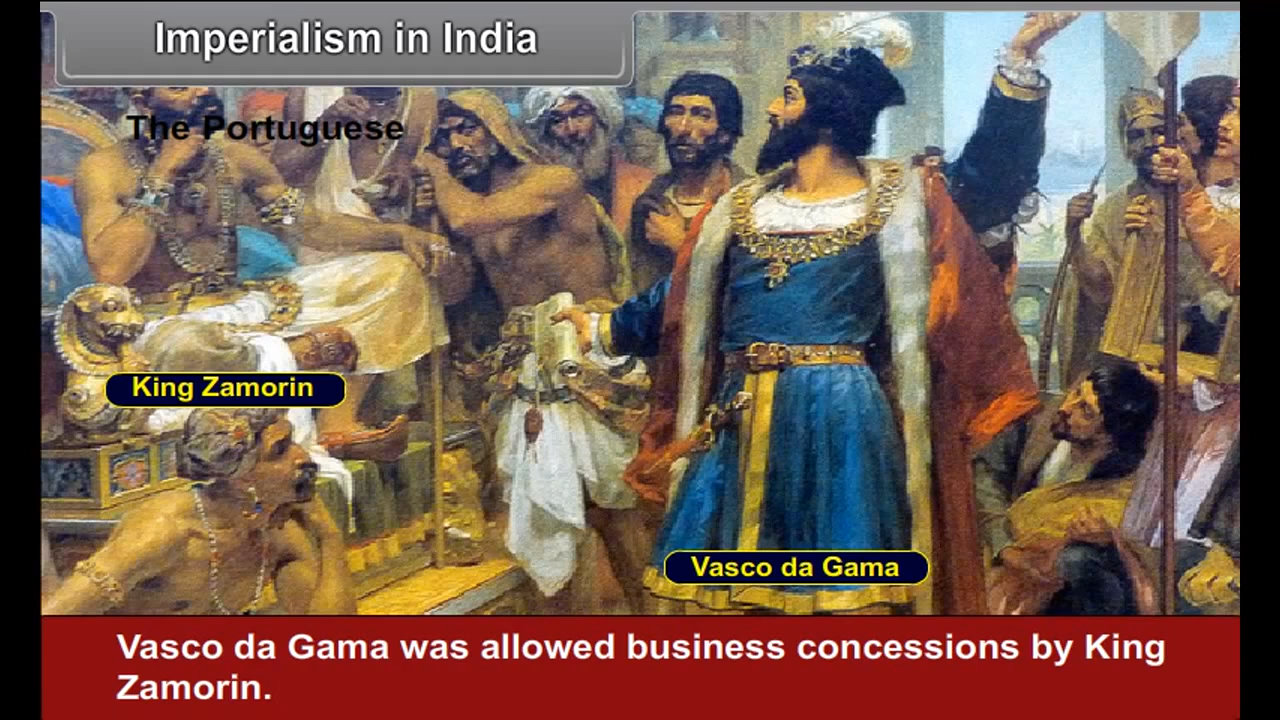 Imperialism in India
The Portuguese
King Zamorin
Vasco da Gama
Vasco da Gama was allowed business concessions by King
Zamorin.